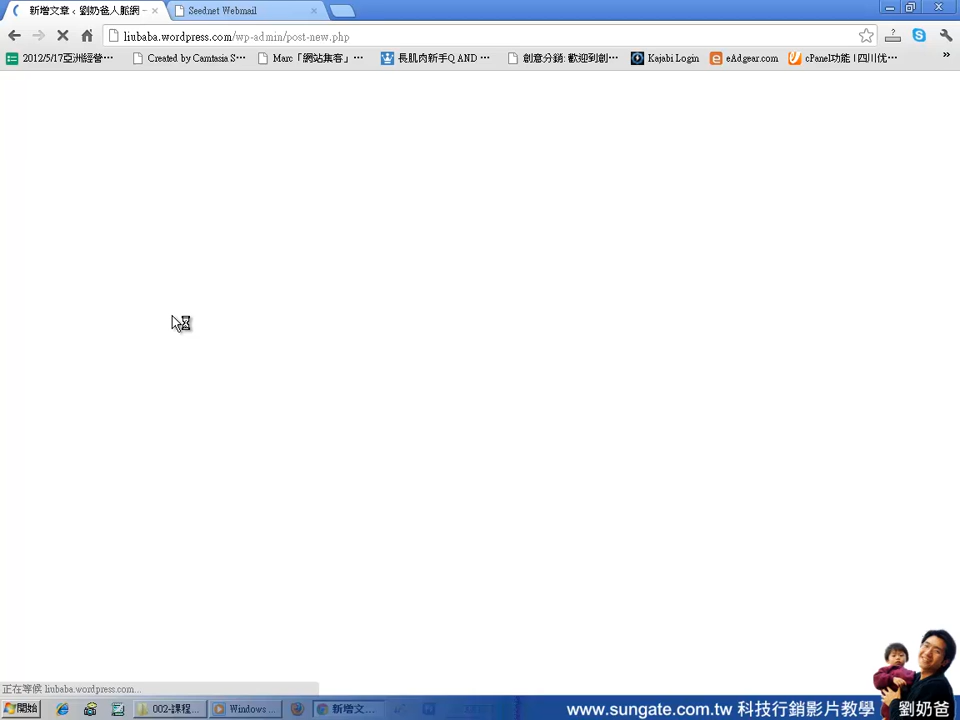 新增文章 ‹ 劉奶爸人脈網 –
Seednet Webmail
liubaba.wordpress.com/wp-admin/post-new.php
2012/5/17亞洲經營…
Created by Camtasia S…
Marc「網站集客」…
長肌肉新手Q AND …
創意分銷: 歡迎到創…
Kajabi Login
eAdgear.com
cPanel功能 | 四川优…
»
正在等候 liubaba.wordpress.com...
開始
002-課程...
Windows ...
新增文...
www.sungate.com.tw 科技行銷影片教學
劉奶爸